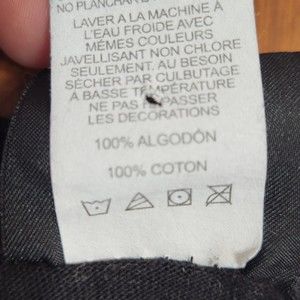 NO PLANCHAR
LAVER A LA MACHINE À
L'EAU FROIDE AVEC
MÊMES COULEURS
JAVELLISANT NON CHLORE
SEULEMENT. AU BESOIN
SÉCHER PAR CULBUTAGE
A BASSE TEMPÉRATURE
NE PAS REPASSER
LES DECORATIONS
100% ALGODÓN
100% COTON